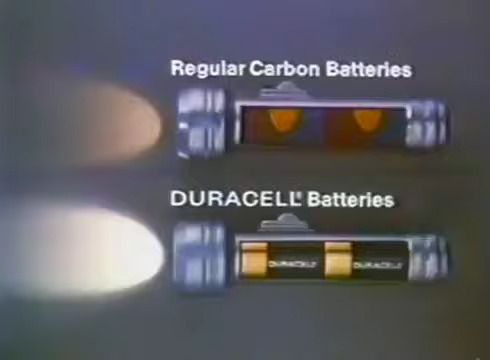 Regular Carbon Batteries
DURACELL® Batteries
DURACELL DURACELL